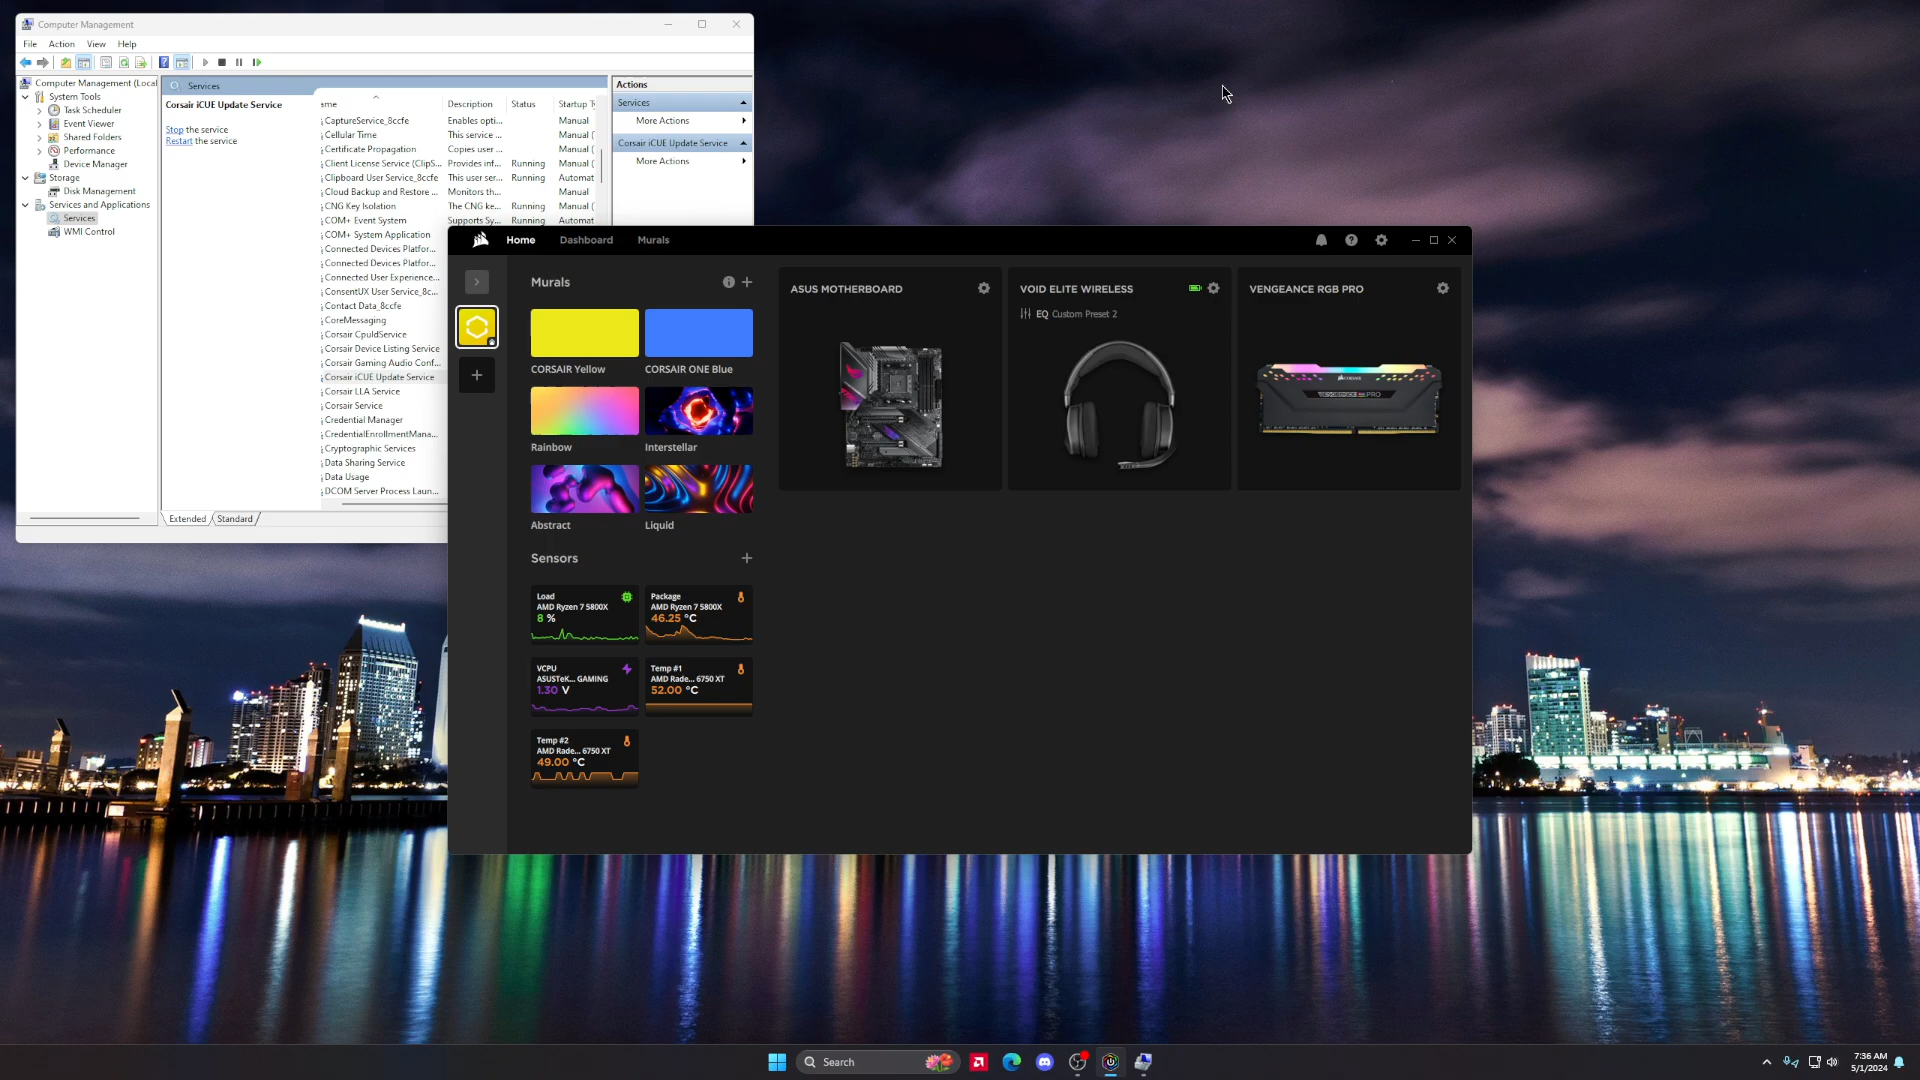 Computer Management
File Action View Help
Computer Management (Local
System Tools
Task Scheduler
Event Viewer
Shared Folders
Performance
Device Manager
Storage
Disk Management
Services and Applications
Services
WMI Control
Services
Corsair iCUE Update Service
Stop the service
Restart the service
ame Description Status Startup Ty
CaptureService_8ccfe Enables opti... Manual
Cellular Time This service ... Manual (
Certificate Propagation Copies user ... Manual (
Client License Service (ClipS... Provides inf... Running Manual (
Clipboard User Service_8ccfe This user ser... Running Automat
Cloud Backup and Restore ... Monitors th... Manual
CNG Key Isolation The CNG ke... Running Manual (
COM+ Event System Supports Sy... Running Automat
COM+ System Application
Connected Devices Platfor...
Connected Devices Platfor...
Connected User Experience...
ConsentUX User Service_8c...
Contact Data_8ccfe
CoreMessaging
Corsair CpuIdService
Corsair Device Listing Service
Corsair Gaming Audio Conf...
Corsair iCUE Update Service
Corsair LLA Service
Corsair Service
Credential Manager
CredentialEnrollmentMana...
Cryptographic Services
Data Sharing Service
Data Usage
DCOM Server Process Laun...
Extended Standard
Actions
Services
More Actions
Corsair iCUE Update Service
More Actions
Home Dashboard Murals
Murals
CORSAIR Yellow
CORSAIR ONE Blue
Rainbow
Interstellar
Abstract
Liquid
Sensors
Load
AMD Ryzen 7 5800X
8 %
Package
AMD Ryzen 7 5800X
46.25 °C
VCPU
ASUSTeK... GAMING
1.30 V
Temp #1
AMD Rade... 6750 XT
52.00 °C
Temp #2
AMD Rade... 6750 XT
49.00 °C
ASUS MOTHERBOARD
VOID ELITE WIRELESS
EQ Custom Preset 2
VENGEANCE RGB PRO
Search
7:36 AM
5/1/2024